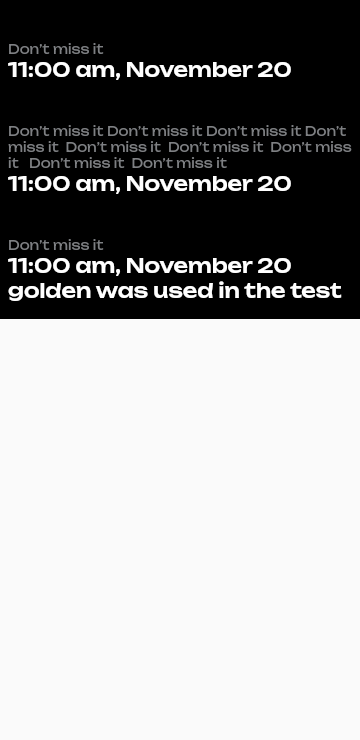 Don't miss it
11:00 am, November 20
Don't miss it Don't miss it Don't miss it Don't
miss it  Don't miss it  Don't miss it  Don't miss
it   Don't miss it  Don't miss it
11:00 am, November 20
Don't miss it
11:00 am, November 20
golden was used in the test